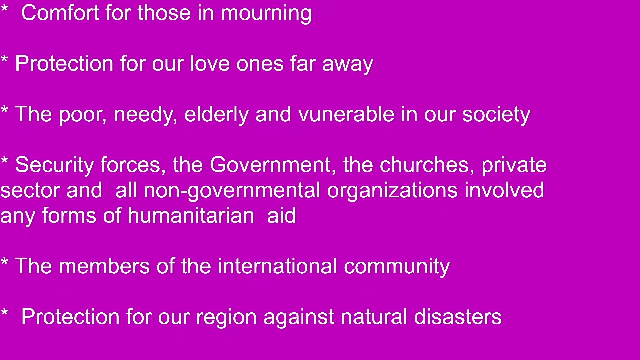 * Comfort for those in mourning
* Protection for our love ones far away
* The poor, needy, elderly and vunerable in our society
* Security forces, the Government, the churches, private
sector and all non-governmental organizations involved
any forms of humanitarian aid
* The members of the international community
* Protection for our region against natural disasters